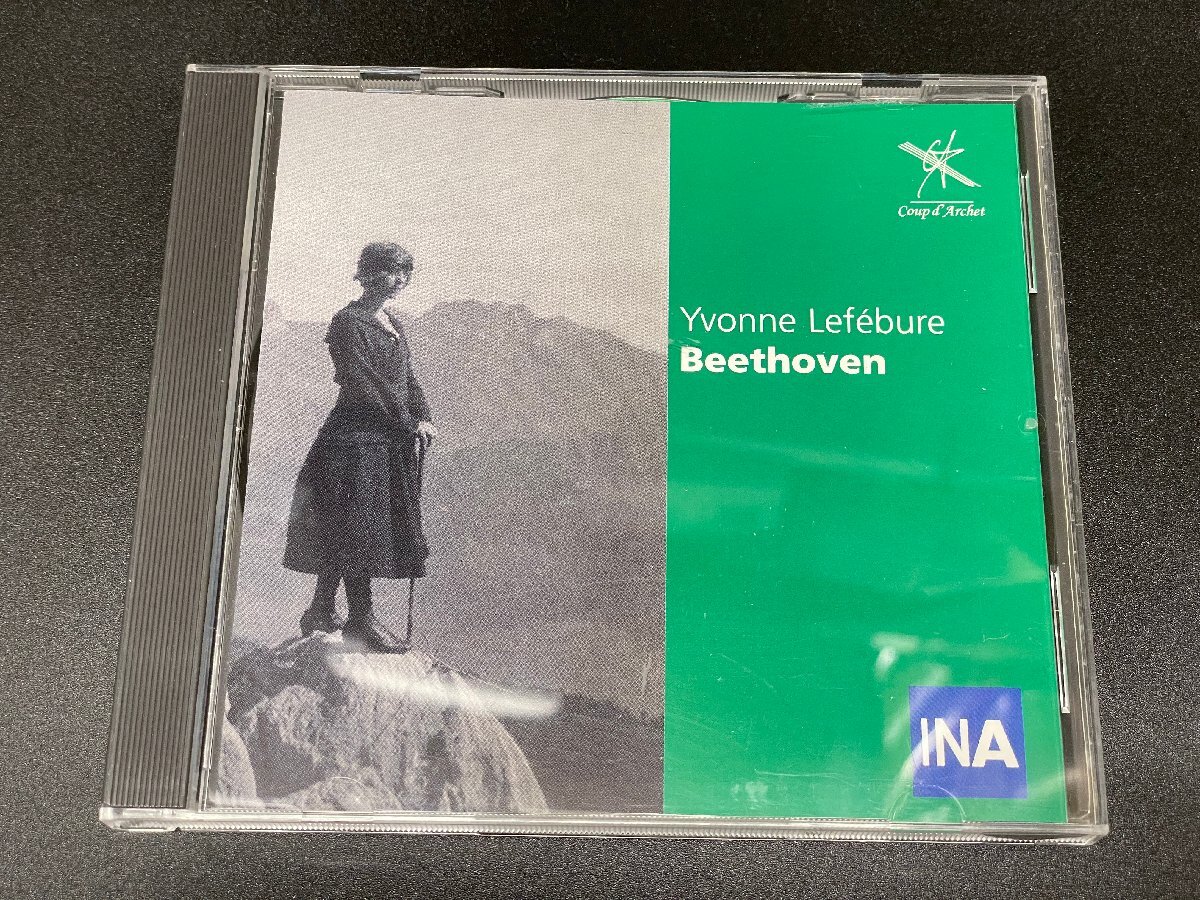 Coup d'Archet
Yvonne Lefébure
Beethoven
INA